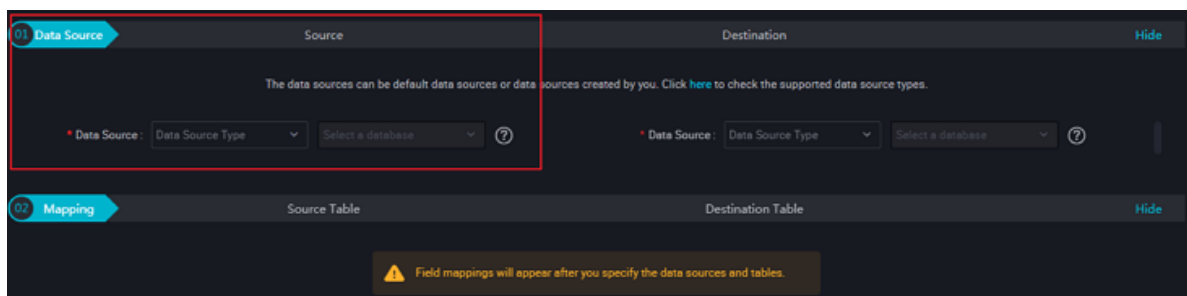 01 Data Source Source Destination Hide
The data sources can be default data sources or data sources created by you. Click here to check the supported data source types.
* Data Source : Data Source Type Select a database ? * Data Source : Data Source Type Select a database ?
02 Mapping Source Table Destination Table Hide
Field mappings will appear after you specify the data sources and tables.